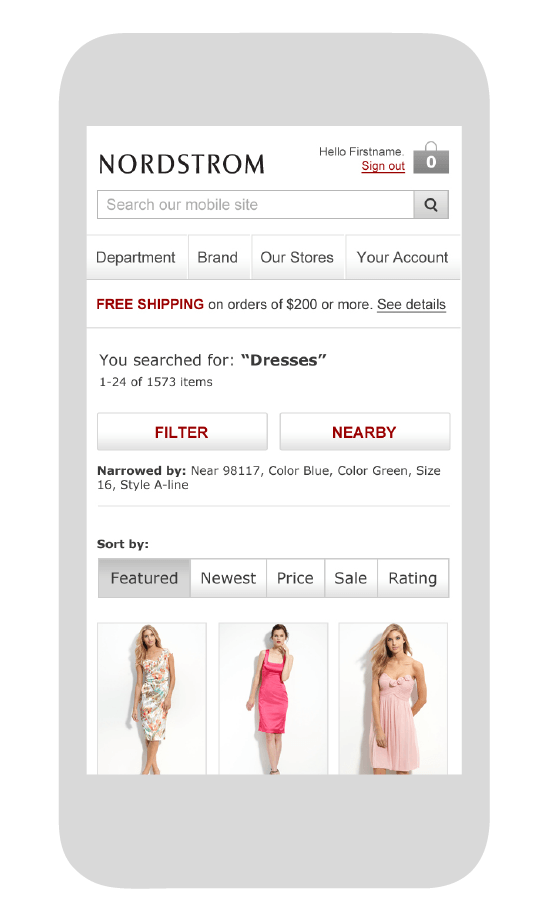 NORDSTROM
Hello Firstname.
Sign out
0
Search our mobile site
Department Brand Our Stores Your Account
FREE SHIPPING on orders of $200 or more. See details
You searched for: “Dresses”
1-24 of 1573 items
FILTER NEARBY
Narrowed by: Near 98117, Color Blue, Color Green, Size
16, Style A-line
Sort by:
Featured Newest Price Sale Rating